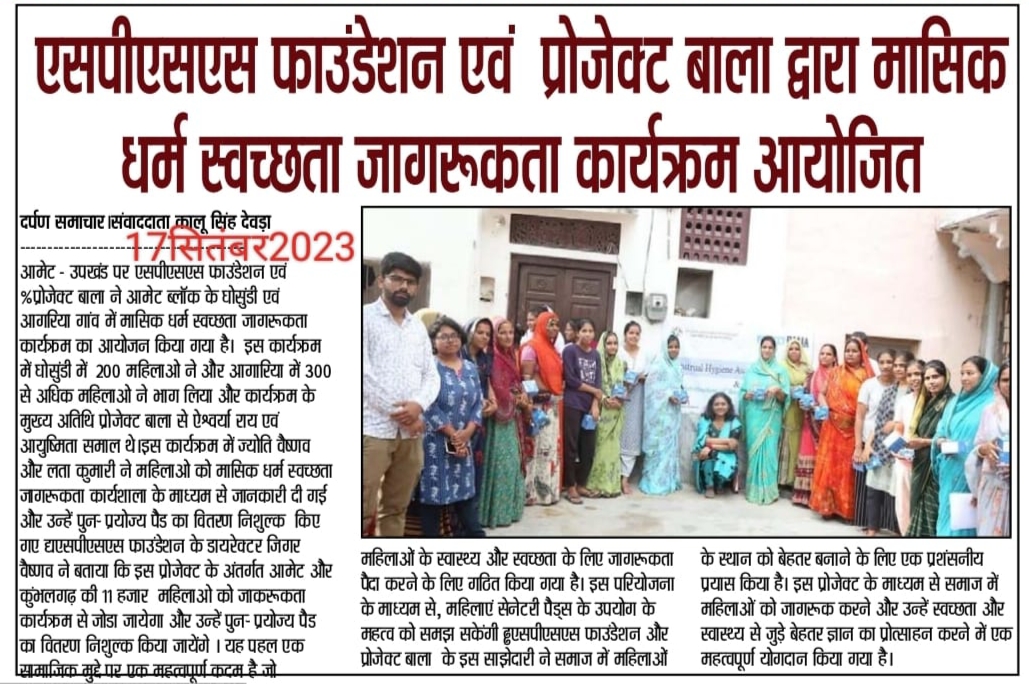 एसपीएसएस फाउंडेशन एवं प्रोजेक्ट बाला द्वारा मासिक
धर्म स्वच्छता जागरूकता कार्यक्रम आयोजित
दर्पण समाचार।संवाददाता कालू सिंह देवड़ा
17सितंबर2023
आमेट - उपखंड पर एसपीएसएस फाउंडेशन एवं
%प्रोजेक्ट बाला ने आमेट ब्लॉक के घोसुंडी एवं
आगरिया गांव में मासिक धर्म स्वच्छता जागरूकता
कार्यक्रम का आयोजन किया गया है। इस कार्यक्रम
में घोसुंडी में 200 महिलाओ ने और आगारिया में 300
से अधिक महिलाओ ने भाग लिया और कार्यक्रम के
मुख्य अतिथि प्रोजेक्ट बाला से ऐश्वर्या राय एवं
आयुष्मिता समाल थे।इस कार्यक्रम में ज्योति वैष्णव
और लता कुमारी ने महिलाओ को मासिक धर्म स्वच्छता
जागरूकता कार्यशाला के माध्यम से जानकारी दी गई
और उन्हें पुन- प्रयोज्य पैड का वितरण निशुल्क किए
गए द्यएसपीएसएस फाउंडेशन के डायरेक्टर जिगर
वैष्णव ने बताया कि इस प्रोजेक्ट के अंतर्गत आमेट और
कुंभलगढ़ की 11 हजार महिलाओ को जाकरूकता
कार्यक्रम से जोडा जायेगा और उन्हें पुन- प्रयोज्य पैड
का वितरण निशुल्क किया जायेंगे । यह पहल एक
सामाजिक मुद्दे पर एक महत्वपूर्ण कदम है जो
महिलाओं के स्वास्थ्य और स्वच्छता के लिए जागरूकता
पैदा करने के लिए गठित किया गया है। इस परियोजना
के माध्यम से, महिलाएं सेनेटरी पैड्स के उपयोग के
महत्व को समझ सकेंगी ढ्ढएसपीएसएस फाउंडेशन और
प्रोजेक्ट बाला के इस साझेदारी ने समाज में महिलाओं
के स्थान को बेहतर बनाने के लिए एक प्रशंसनीय
प्रयास किया है। इस प्रोजेक्ट के माध्यम से समाज में
महिलाओं को जागरूक करने और उन्हें स्वच्छता और
स्वास्थ्य से जुड़े बेहतर ज्ञान का प्रोत्साहन करने में एक
महत्वपूर्ण योगदान किया गया है।
Hygiene
&